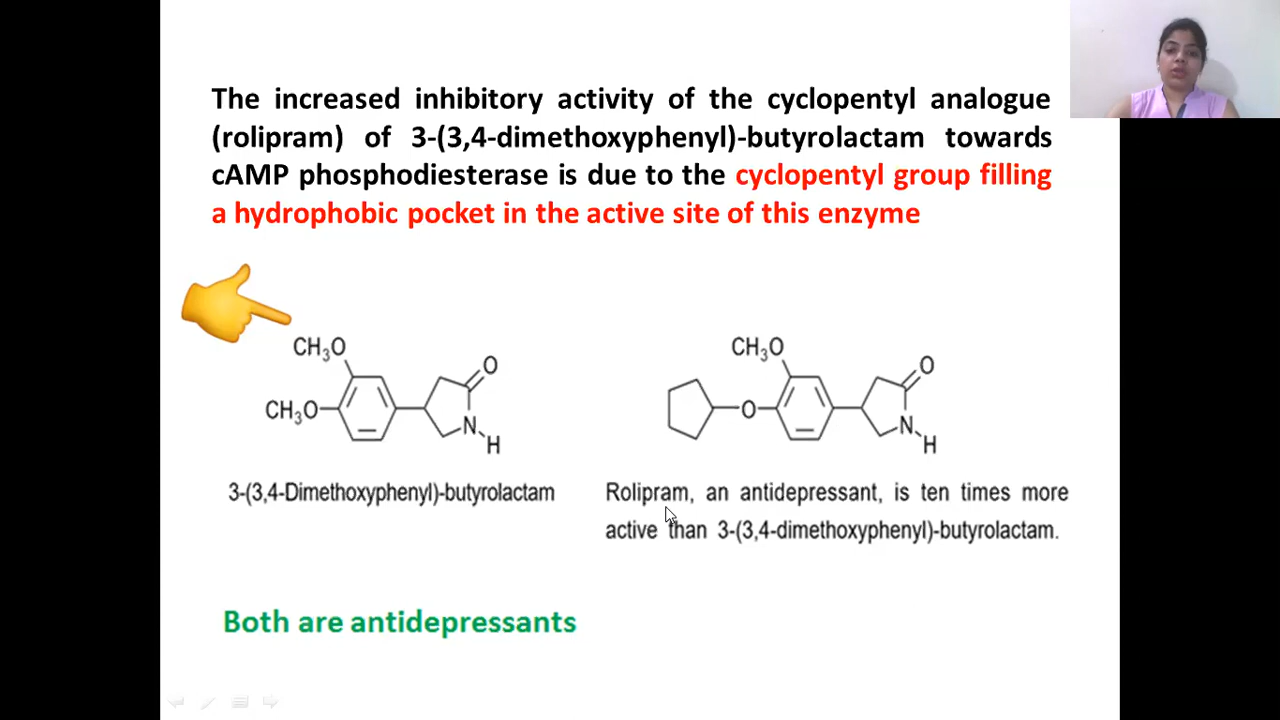 The increased inhibitory activity of the cyclopentyl analogue
(rolipram) of 3-(3,4-dimethoxyphenyl)-butyrolactam towards
cAMP phosphodiesterase is due to the cyclopentyl group filling
a hydrophobic pocket in the active site of this enzyme
CH3O
CH3O
O
N
H
CH3O
O
O
N
H
3-(3,4-Dimethoxyphenyl)-butyrolactam
Rolipram, an antidepressant, is ten times more
active than 3-(3,4-dimethoxyphenyl)-butyrolactam.
Both are antidepressants